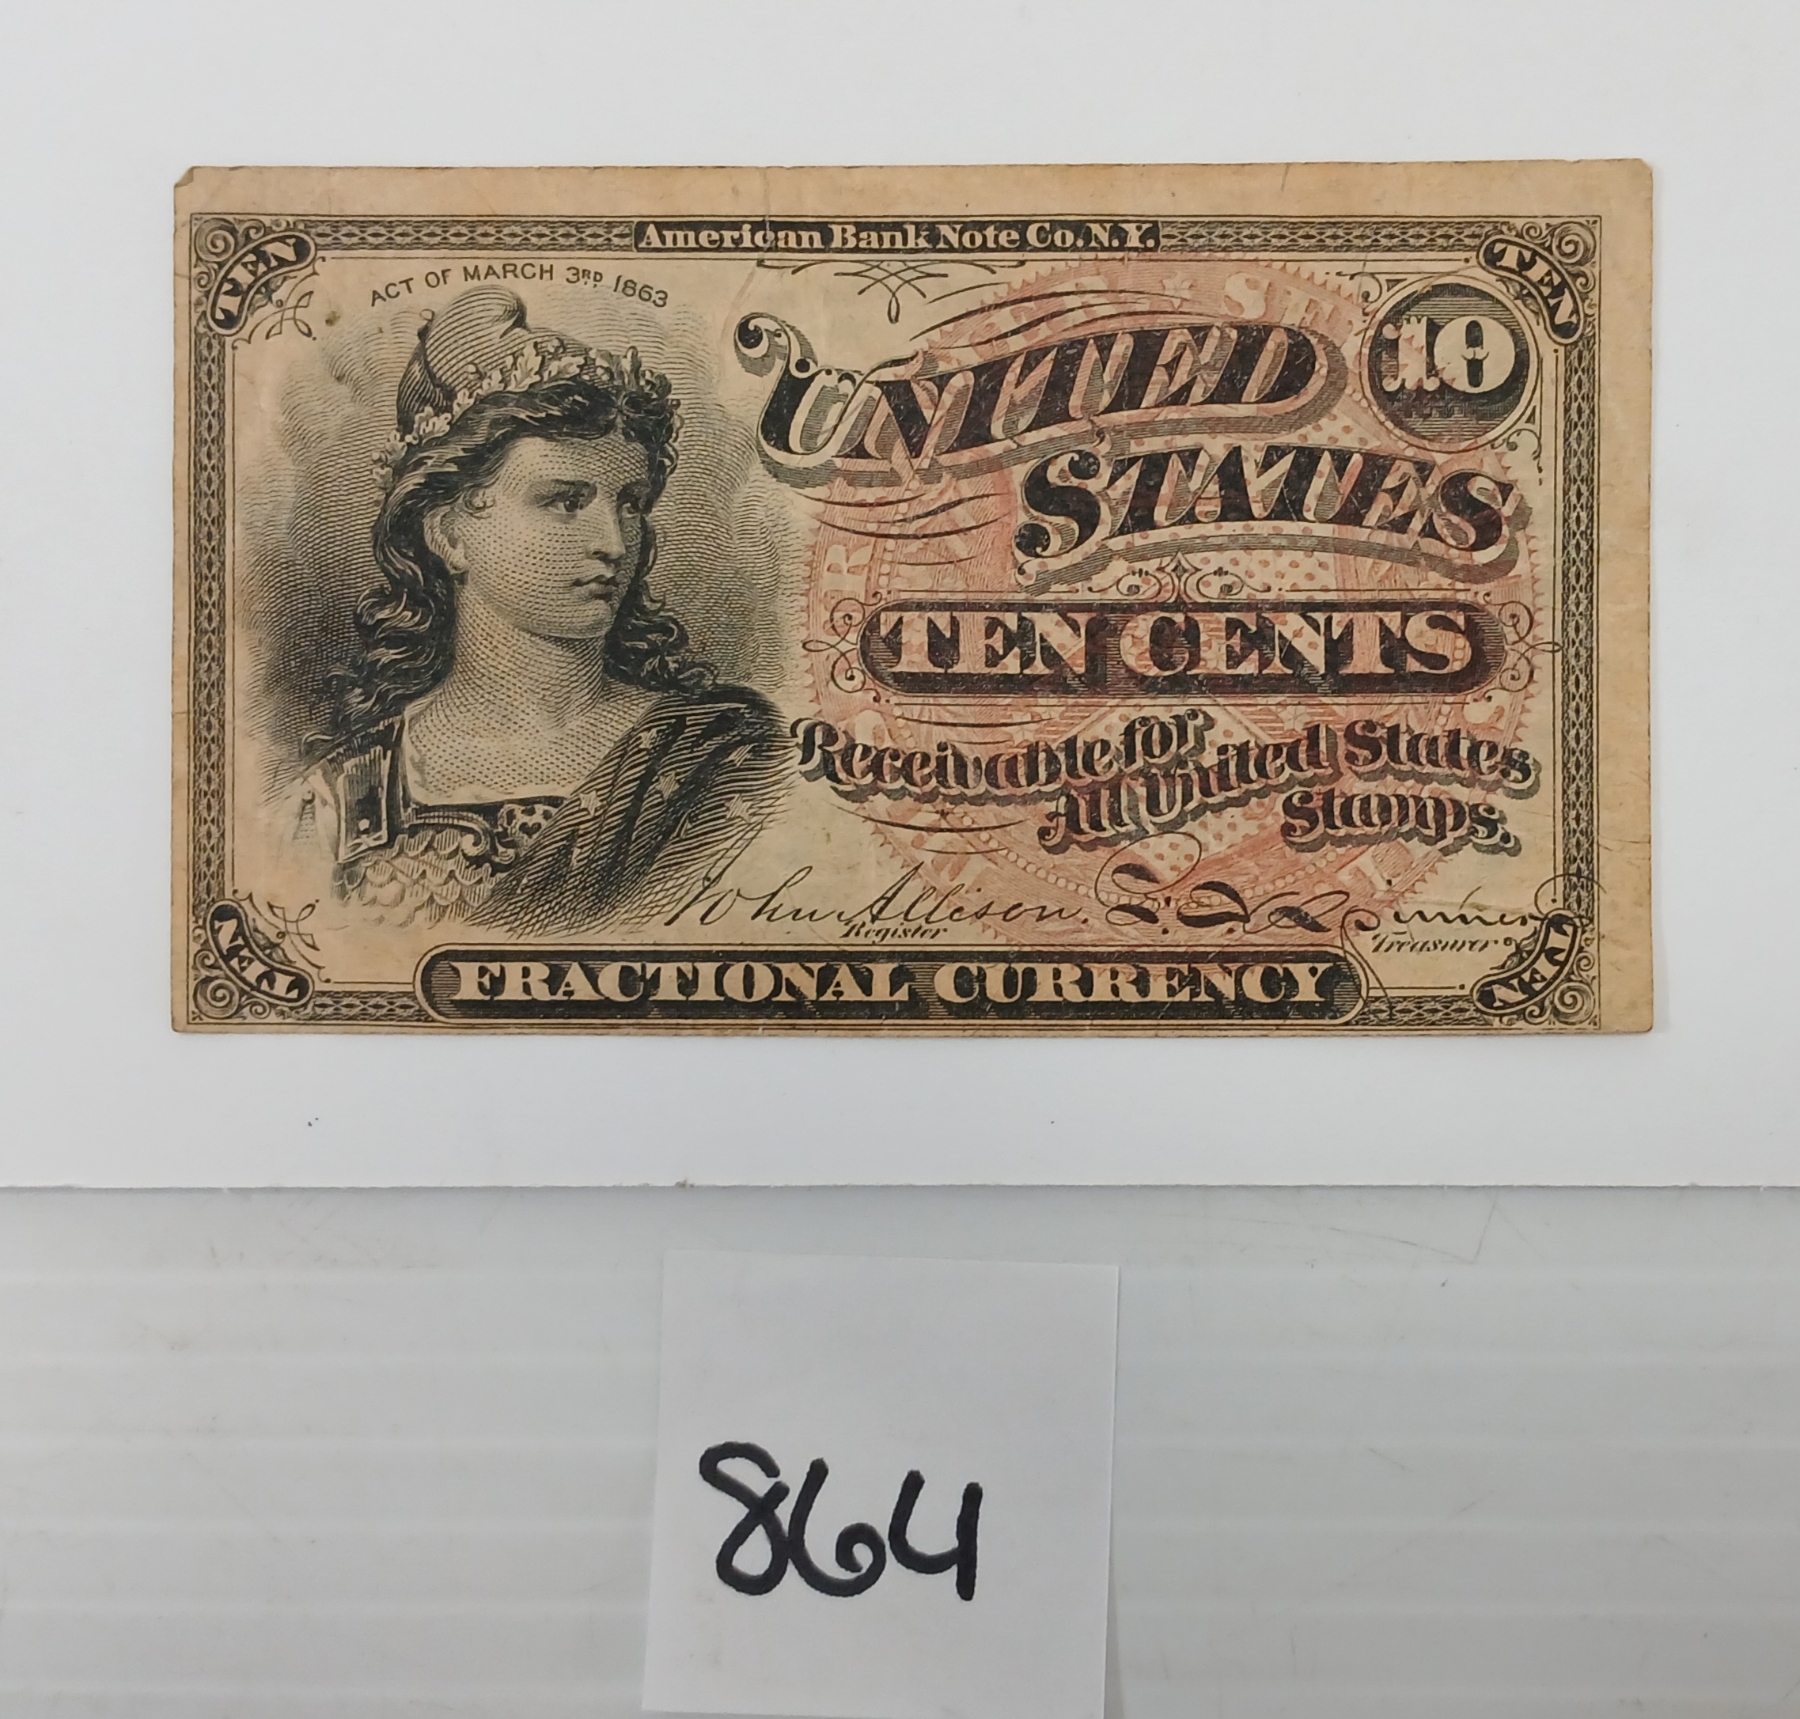 American Bank Note Co. N.Y.
TEN
TEN
ACT OF MARCH 3RD 1863
10
UNITED
STATES
TEN CENTS
Receivable for
All United States
Stamps.
John Allison.
Register
Treasurer
TEN
TEN
FRACTIONAL CURRENCY
864